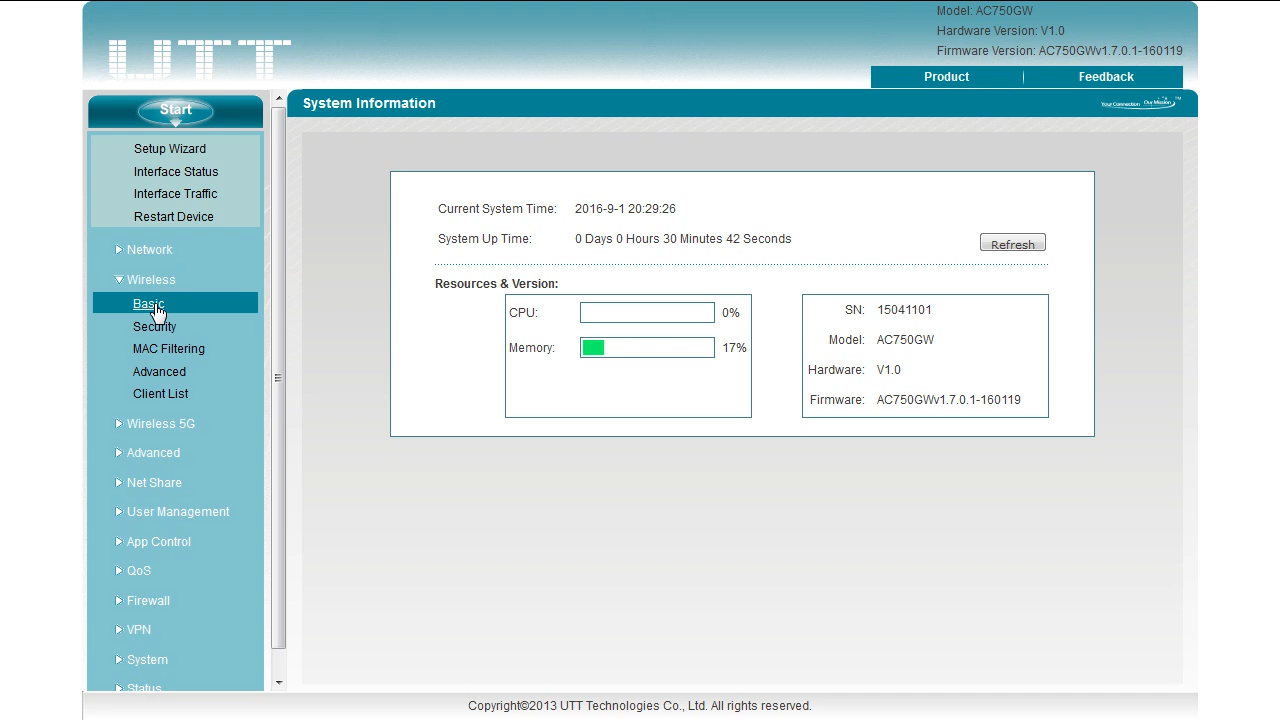 Model: AC750GW
Hardware Version: V1.0
Firmware Version: AC750GWv1.7.0.1-160119
UTT
Product | Feedback
Start
System Information
Your Connection Our Mission ™
Setup Wizard
Interface Status
Interface Traffic
Restart Device
Network
Wireless
Basic
Security
MAC Filtering
Advanced
Client List
Wireless 5G
Advanced
Net Share
User Management
App Control
QoS
Firewall
VPN
System
Status
Current System Time: 2016-9-1 20:29:26
System Up Time: 0 Days 0 Hours 30 Minutes 42 Seconds
Refresh
Resources & Version:
CPU: 0%
Memory: 17%
SN: 15041101
Model: AC750GW
Hardware: V1.0
Firmware: AC750GWv1.7.0.1-160119
Copyright©2013 UTT Technologies Co., Ltd. All rights reserved.